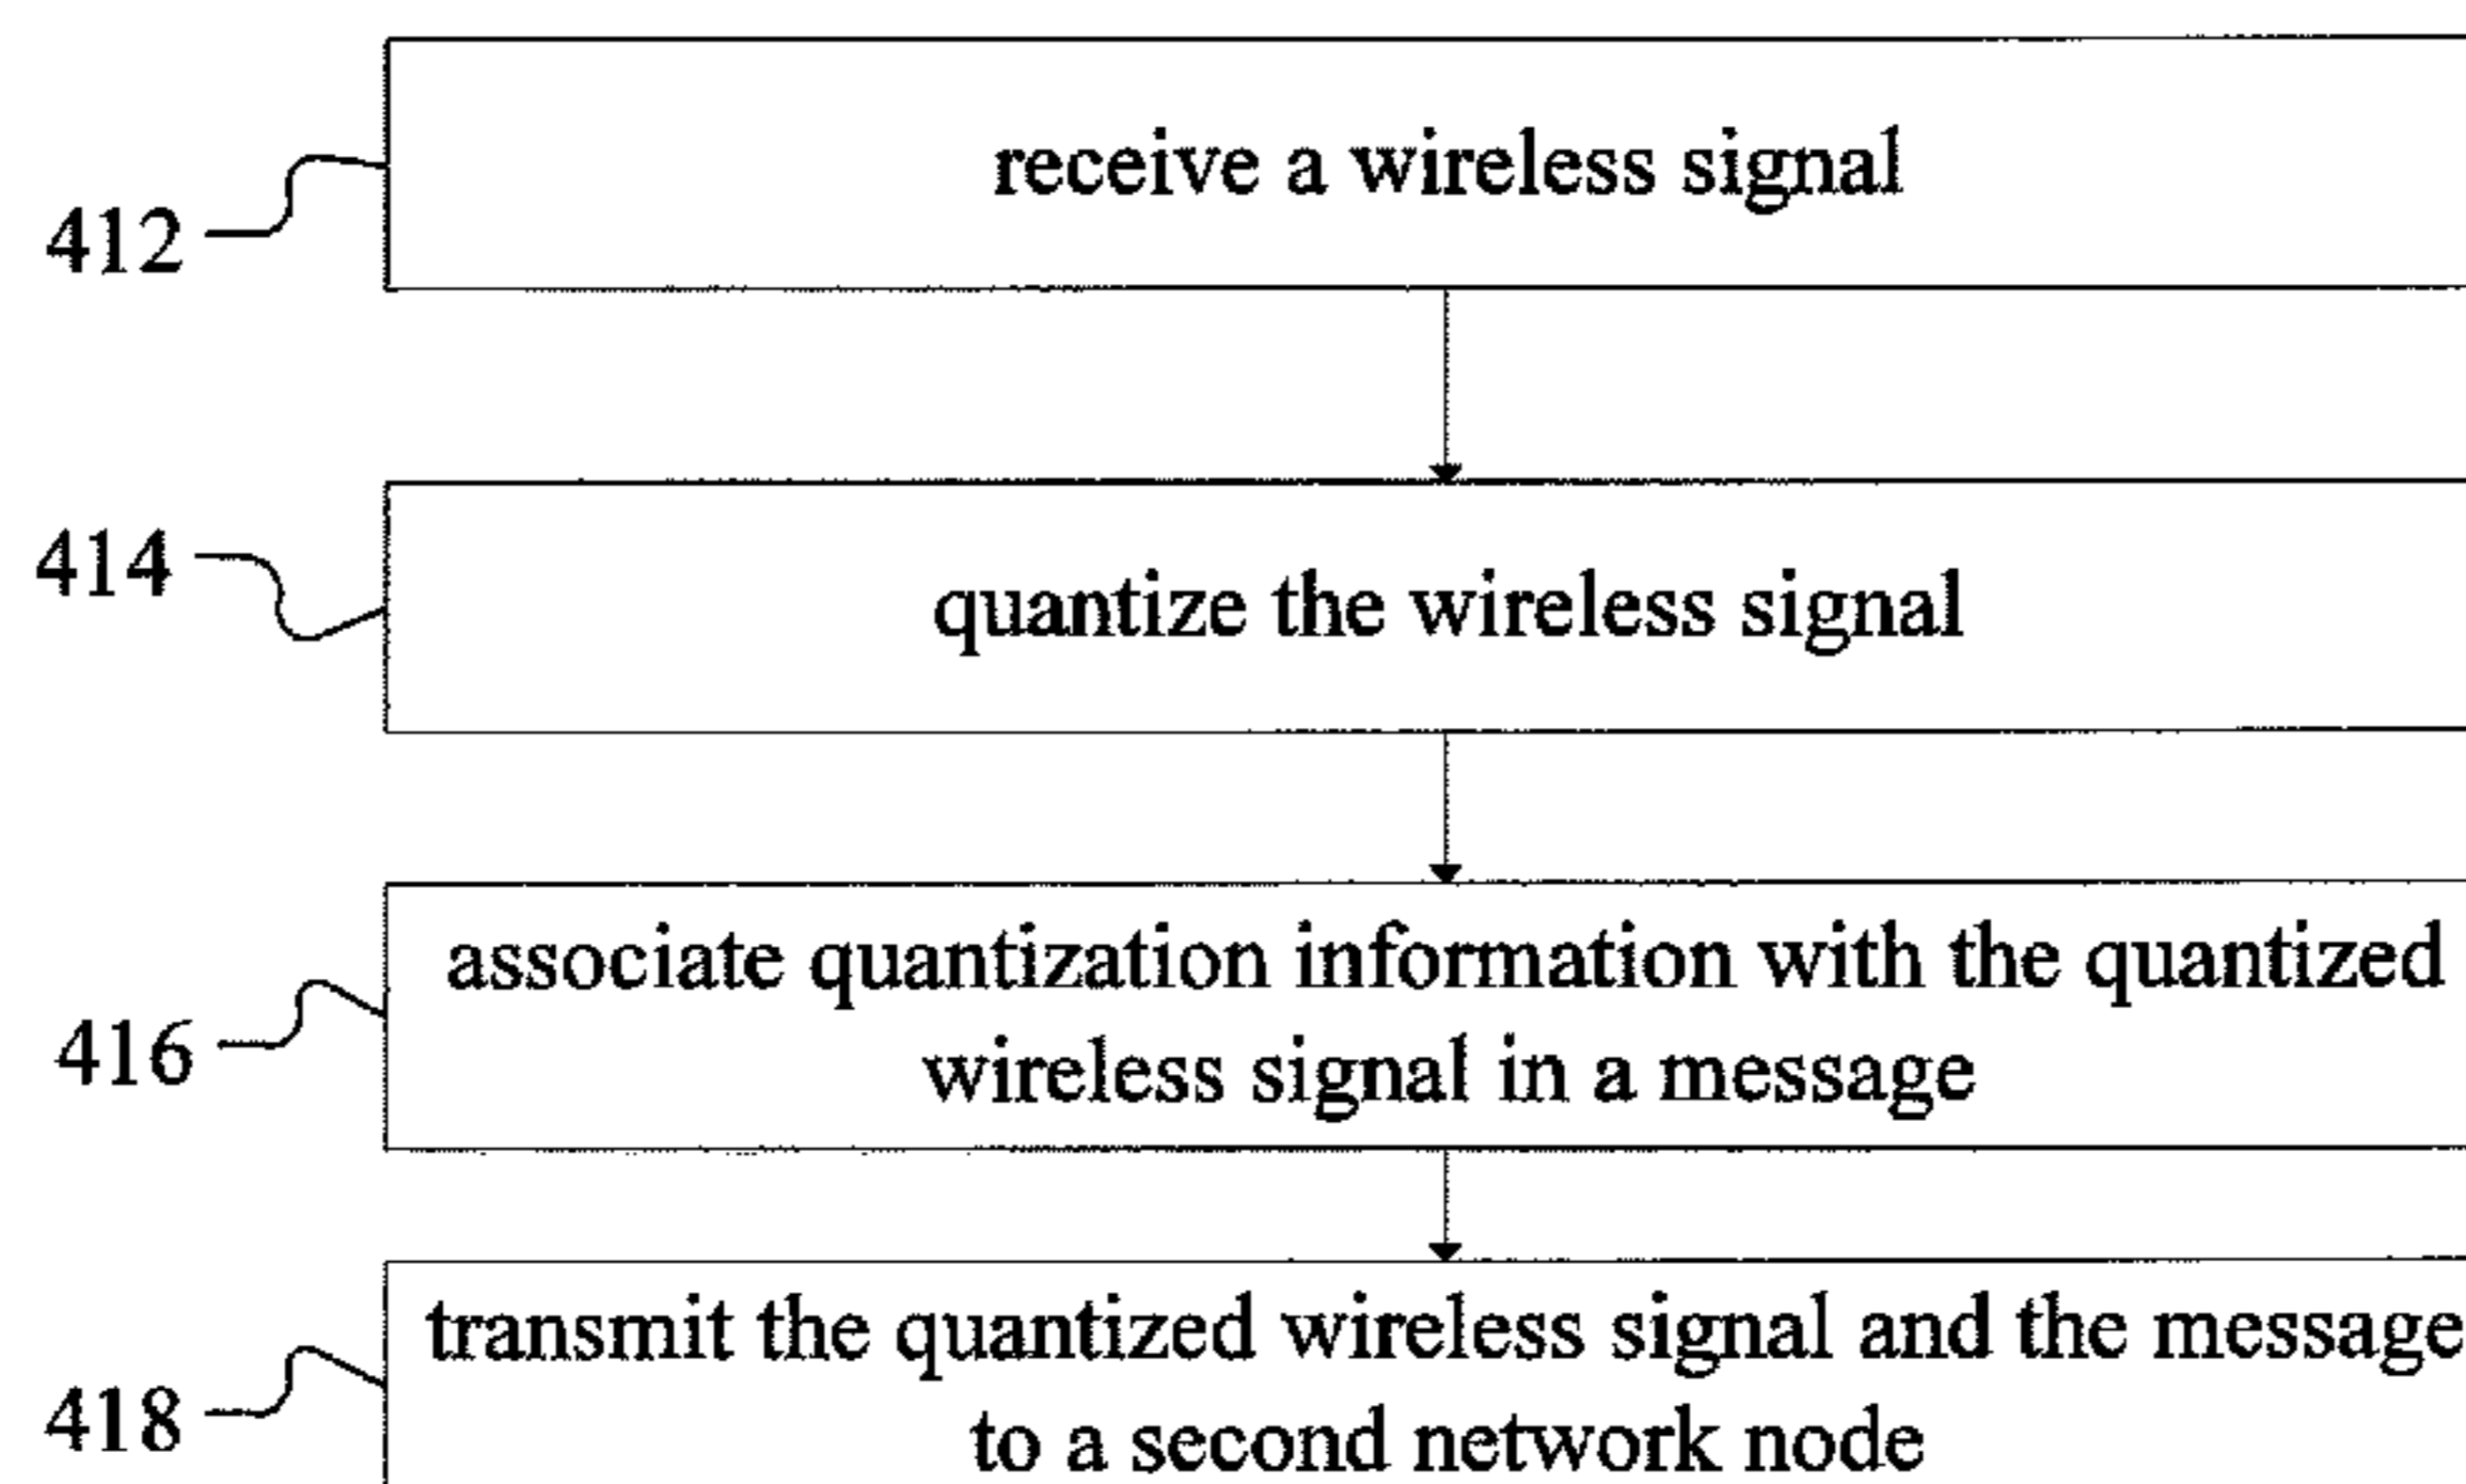 receive a wireless signal
412
414
quantize the wireless signal
associate quantization information with the quantized
wireless signal in a message
416
transmit the quantized wireless signal and the message
to a second network node
418